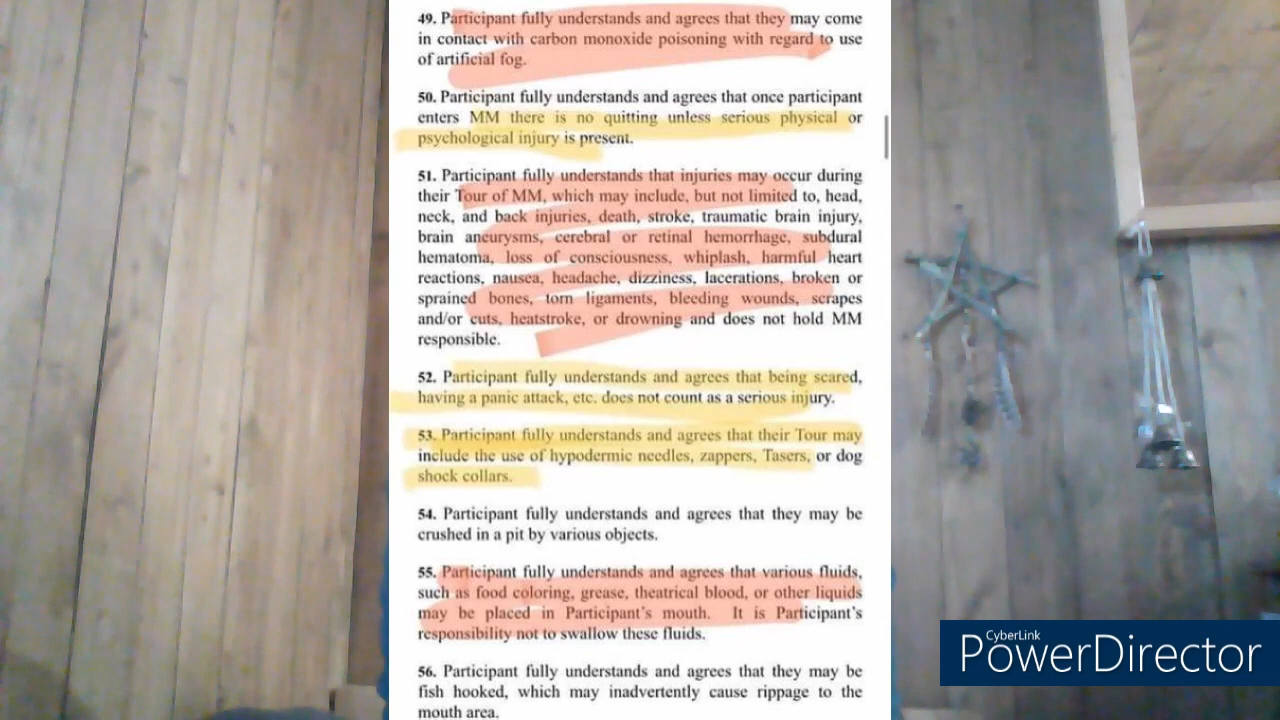 49. Participant fully understands and agrees that they may come
in contact with carbon monoxide poisoning with regard to use
of artificial fog.
50. Participant fully understands and agrees that once participant
enters MM there is no quitting unless serious physical or
psychological injury is present.
51. Participant fully understands that injuries may occur during
their Tour of MM, which may include, but not limited to, head,
neck, and back injuries, death, stroke, traumatic brain injury,
brain aneurysms, cerebral or retinal hemorrhage, subdural
hematoma, loss of consciousness, whiplash, harmful heart
reactions, nausea, headache, dizziness, lacerations, broken or
sprained bones, torn ligaments, bleeding wounds, scrapes
and/or cuts, heatstroke, or drowning and does not hold MM
responsible.
52. Participant fully understands and agrees that being scared,
having a panic attack, etc. does not count as a serious injury.
53. Participant fully understands and agrees that their Tour may
include the use of hypodermic needles, zappers, Tasers, or dog
shock collars.
54. Participant fully understands and agrees that they may be
crushed in a pit by various objects.
55. Participant fully understands and agrees that various fluids,
such as food coloring, grease, theatrical blood, or other liquids
may be placed in Participant's mouth. It is Participant's
responsibility not to swallow these fluids.
56. Participant fully understands and agrees that they may be
fish hooked, which may inadvertently cause rippage to the
mouth area.
CyberLink
PowerDirector